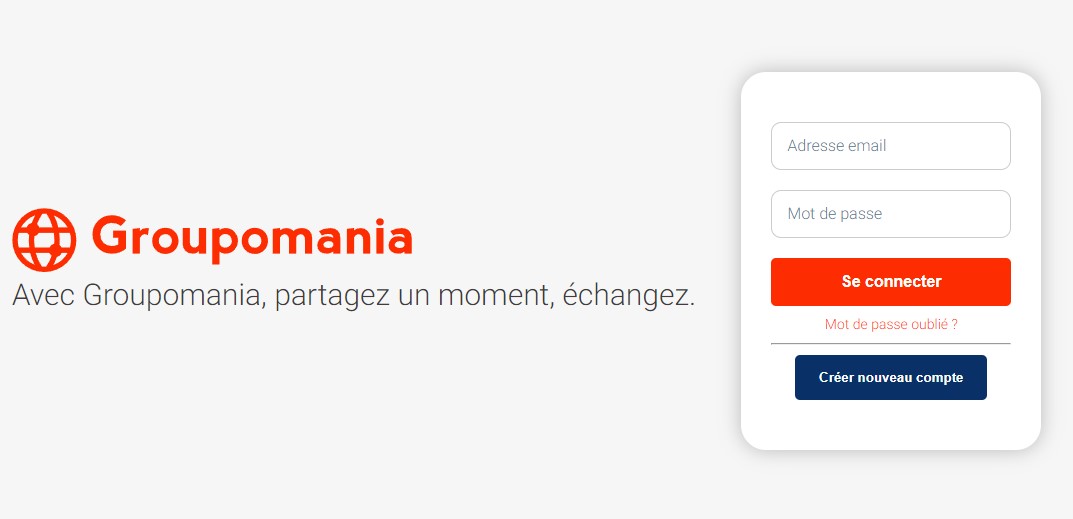 Groupomania
Avec Groupomania, partagez un moment, échangez.
Adresse email
Mot de passe
Se connecter
Mot de passe oublié ?
Créer nouveau compte